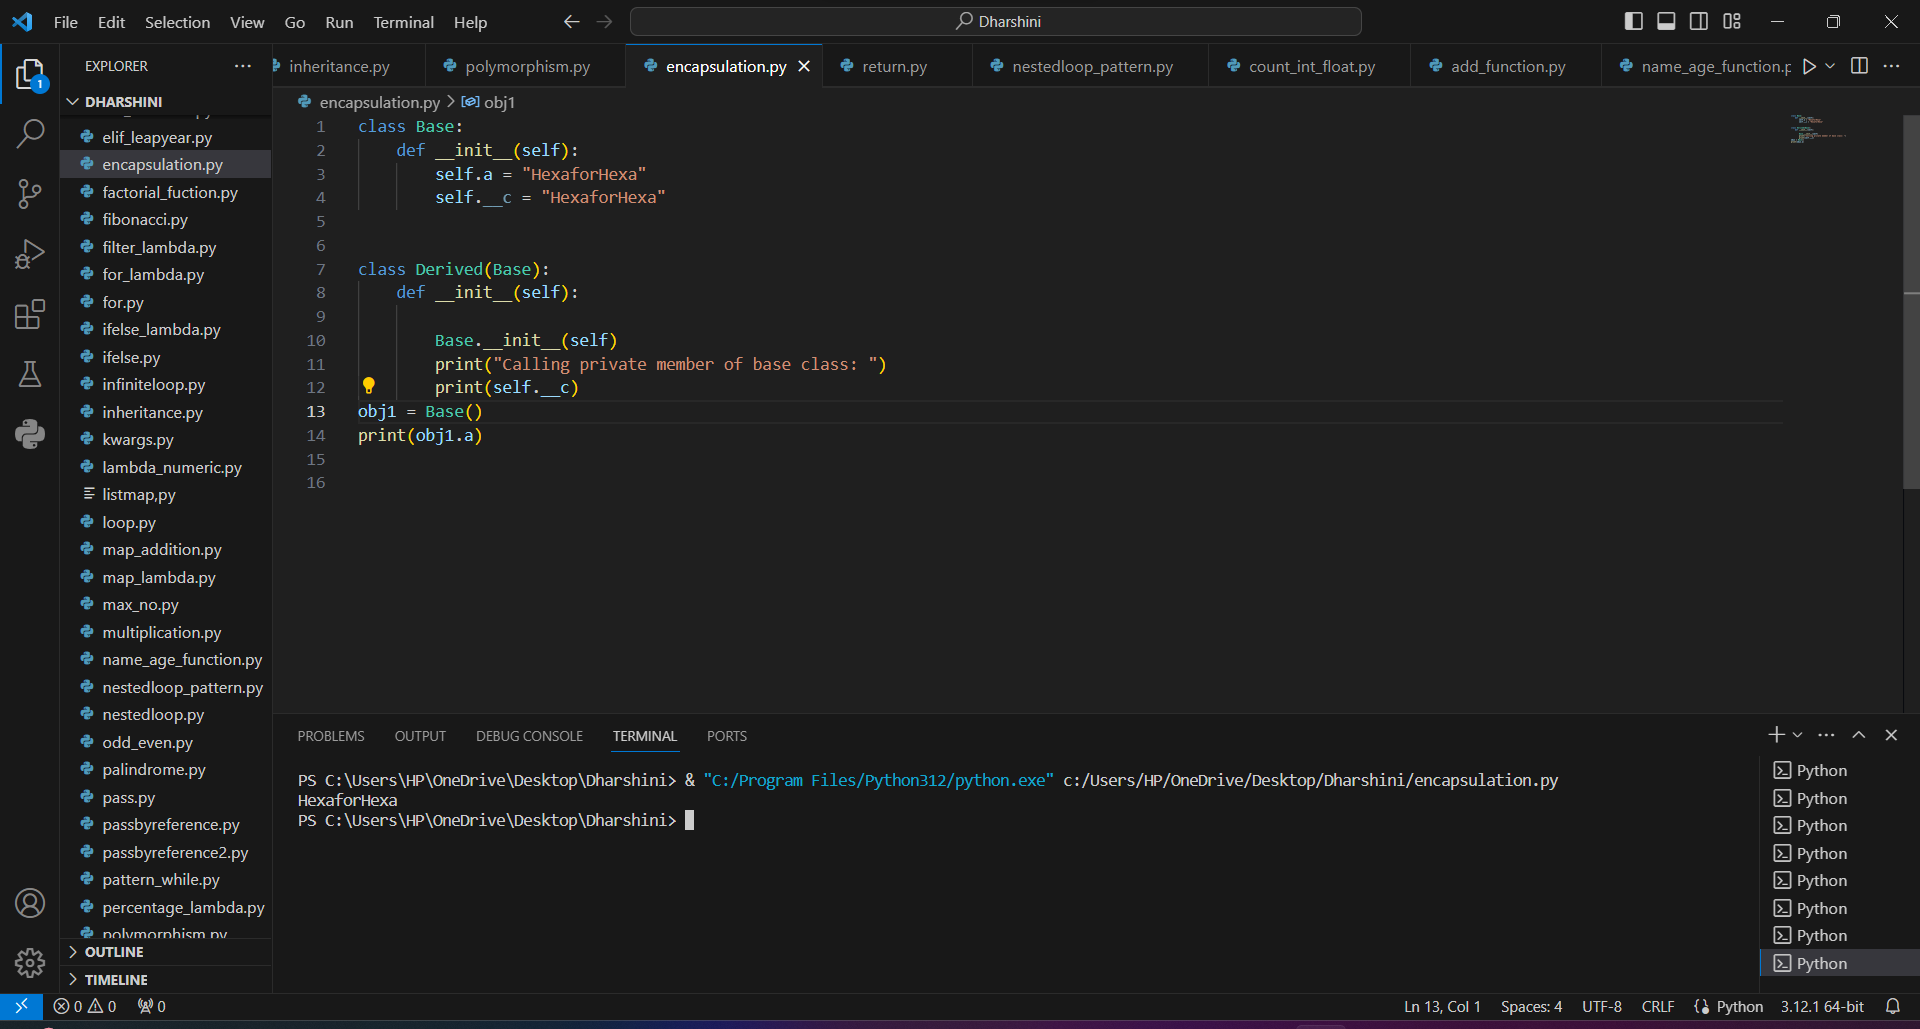 File Edit Selection View Go Run Terminal Help
Dharshini
EXPLORER
inheritance.py
polymorphism.py
encapsulation.py
return.py
nestedloop_pattern.py
count_int_float.py
add_function.py
name_age_function.p
1
DHARSHINI
elif_leapyear.py
encapsulation.py
factorial_fuction.py
fibonacci.py
filter_lambda.py
for_lambda.py
for.py
ifelse_lambda.py
ifelse.py
infiniteloop.py
inheritance.py
kwargs.py
lambda_numeric.py
listmap,py
loop.py
map_addition.py
map_lambda.py
max_no.py
multiplication.py
name_age_function.py
nestedloop_pattern.py
nestedloop.py
odd_even.py
palindrome.py
pass.py
passbyreference.py
passbyreference2.py
pattern_while.py
percentage_lambda.py
polymorphism.py
OUTLINE
TIMELINE
encapsulation.py > obj1
1 class Base:
2     def __init__(self):
3         self.a = "HexaforHexa"
4         self.__c = "HexaforHexa"
5
6
7 class Derived(Base):
8     def __init__(self):
9
10         Base.__init__(self)
11         print("Calling private member of base class: ")
12         print(self.__c)
13 obj1 = Base()
14 print(obj1.a)
15
16
PROBLEMS OUTPUT DEBUG CONSOLE TERMINAL PORTS
PS C:\Users\HP\OneDrive\Desktop\Dharshini> & "C:/Program Files/Python312/python.exe" c:/Users/HP/OneDrive/Desktop/Dharshini/encapsulation.py
HexaforHexa
PS C:\Users\HP\OneDrive\Desktop\Dharshini>
Python
Python
Python
Python
Python
Python
Python
Python
0 0 0
Ln 13, Col 1 Spaces: 4 UTF-8 CRLF Python 3.12.1 64-bit